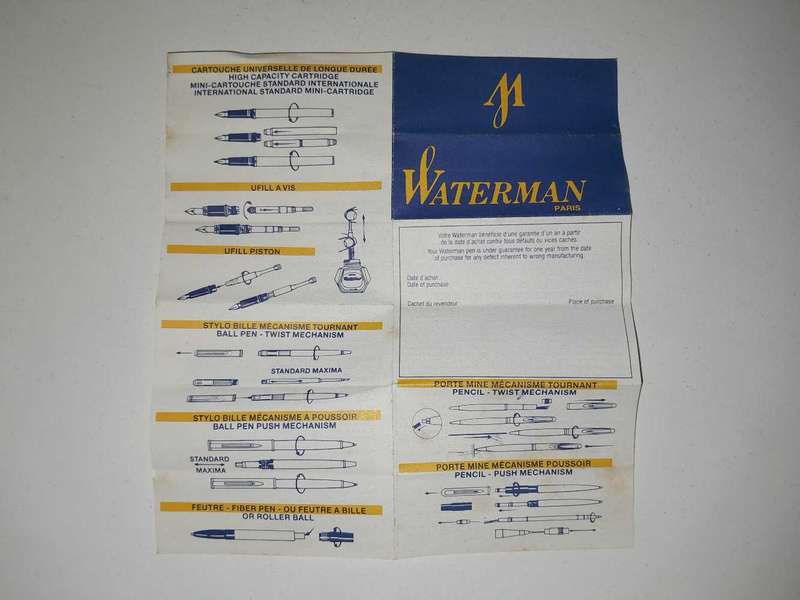 CARTOUCHE UNIVERSELLE DE LONGUE DURÉE
HIGH CAPACITY CARTRIDGE
MINI-CARTOUCHE STANDARD INTERNATIONALE
INTERNATIONAL STANDARD MINI-CARTRIDGE
UFILL A VIS
UFILL PISTON
STYLO BILLE MÉCANISME TOURNANT
BALL PEN - TWIST MECHANISM
STANDARD MAXIMA
STYLO BILLE MÉCANISME A POUSSOIR
BALL PEN PUSH MECHANISM
STANDARD
MAXIMA
FEUTRE - FIBER PEN - OU FEUTRE A BILLE
OR ROLLER BALL
WATERMAN
PARIS
Votre Waterman bénéficie d'une garantie d'un an à partir
de la date d'achat contre tous défauts ou vices cachés.
Your Waterman pen is under guarantee for one year from the date
of purchase for any defect inherent to wrong manufacturing.
Date d'achat
Date of purchase
Cachet du revendeur
Place of purchase
PORTE MINE MÉCANISME TOURNANT
PENCIL - TWIST MECHANISM
PORTE MINE MÉCANISME POUSSOIR
PENCIL - PUSH MECHANISM